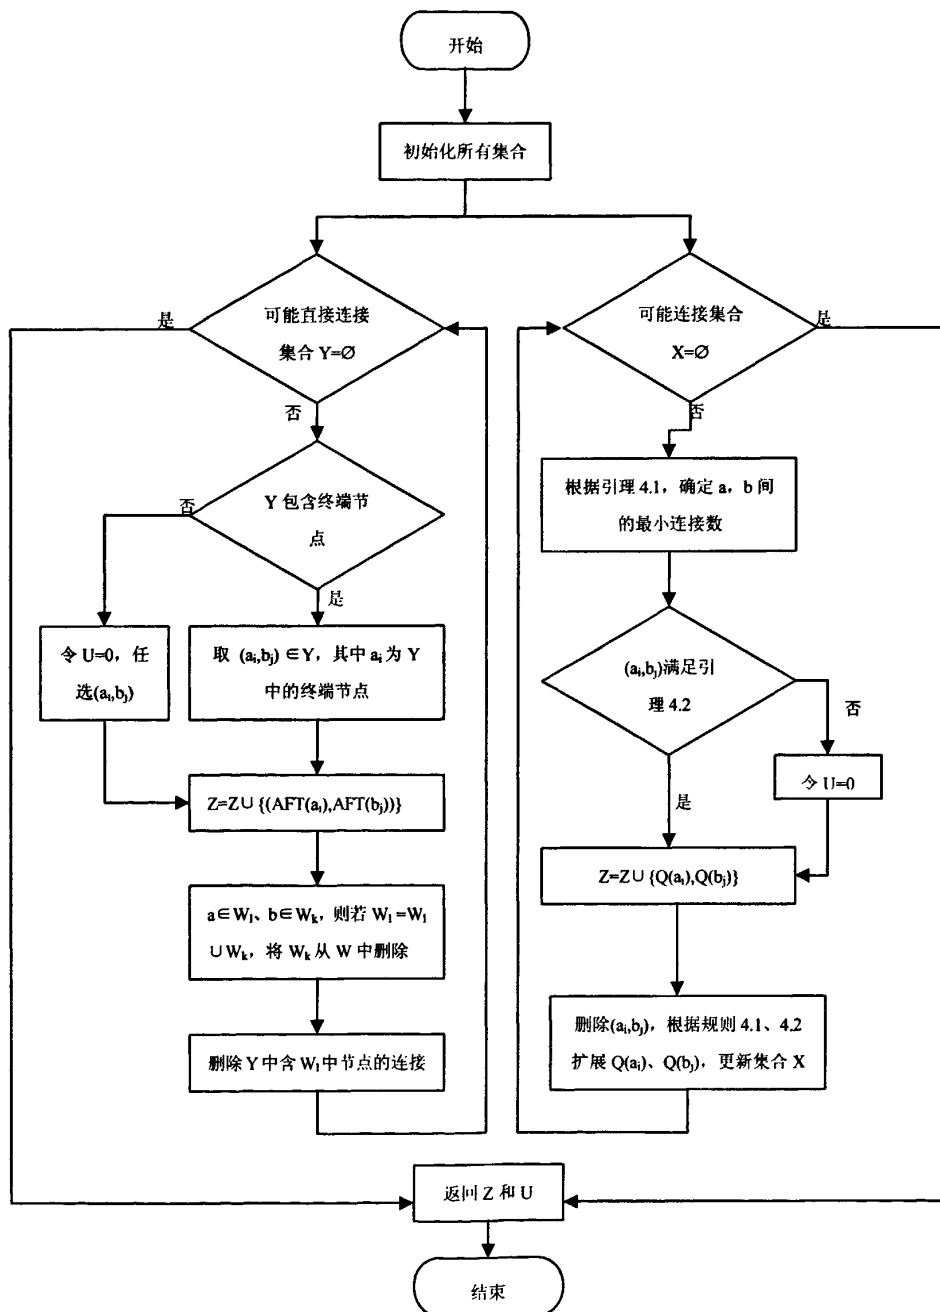 开始
初始化所有集合
可能直接连接
集合 Y=∅
是
否
Y 包含终端节
点
否
是
令 U=0，任
选(aᵢ,bⱼ)
取 (aᵢ,bⱼ)∈Y，其中 aᵢ 为 Y
中的终端节点
Z=Z∪{(AFT(aᵢ),AFT(bⱼ))}
a∈W₁、b∈Wₖ，则若 W₁=W₁
∪Wₖ，将 Wₖ 从 W 中删除
删除 Y 中含 W₁中节点的连接
可能连接集合
X=∅
是
否
根据引理 4.1，确定 a，b 间
的最小连接数
(aᵢ,bⱼ)满足引
理 4.2
否
是
令 U=0
Z=Z∪{Q(aᵢ),Q(bⱼ)}
删除(aᵢ,bⱼ)，根据规则 4.1、4.2
扩展 Q(aᵢ)、Q(bⱼ)，更新集合 X
返回 Z 和 U
结束